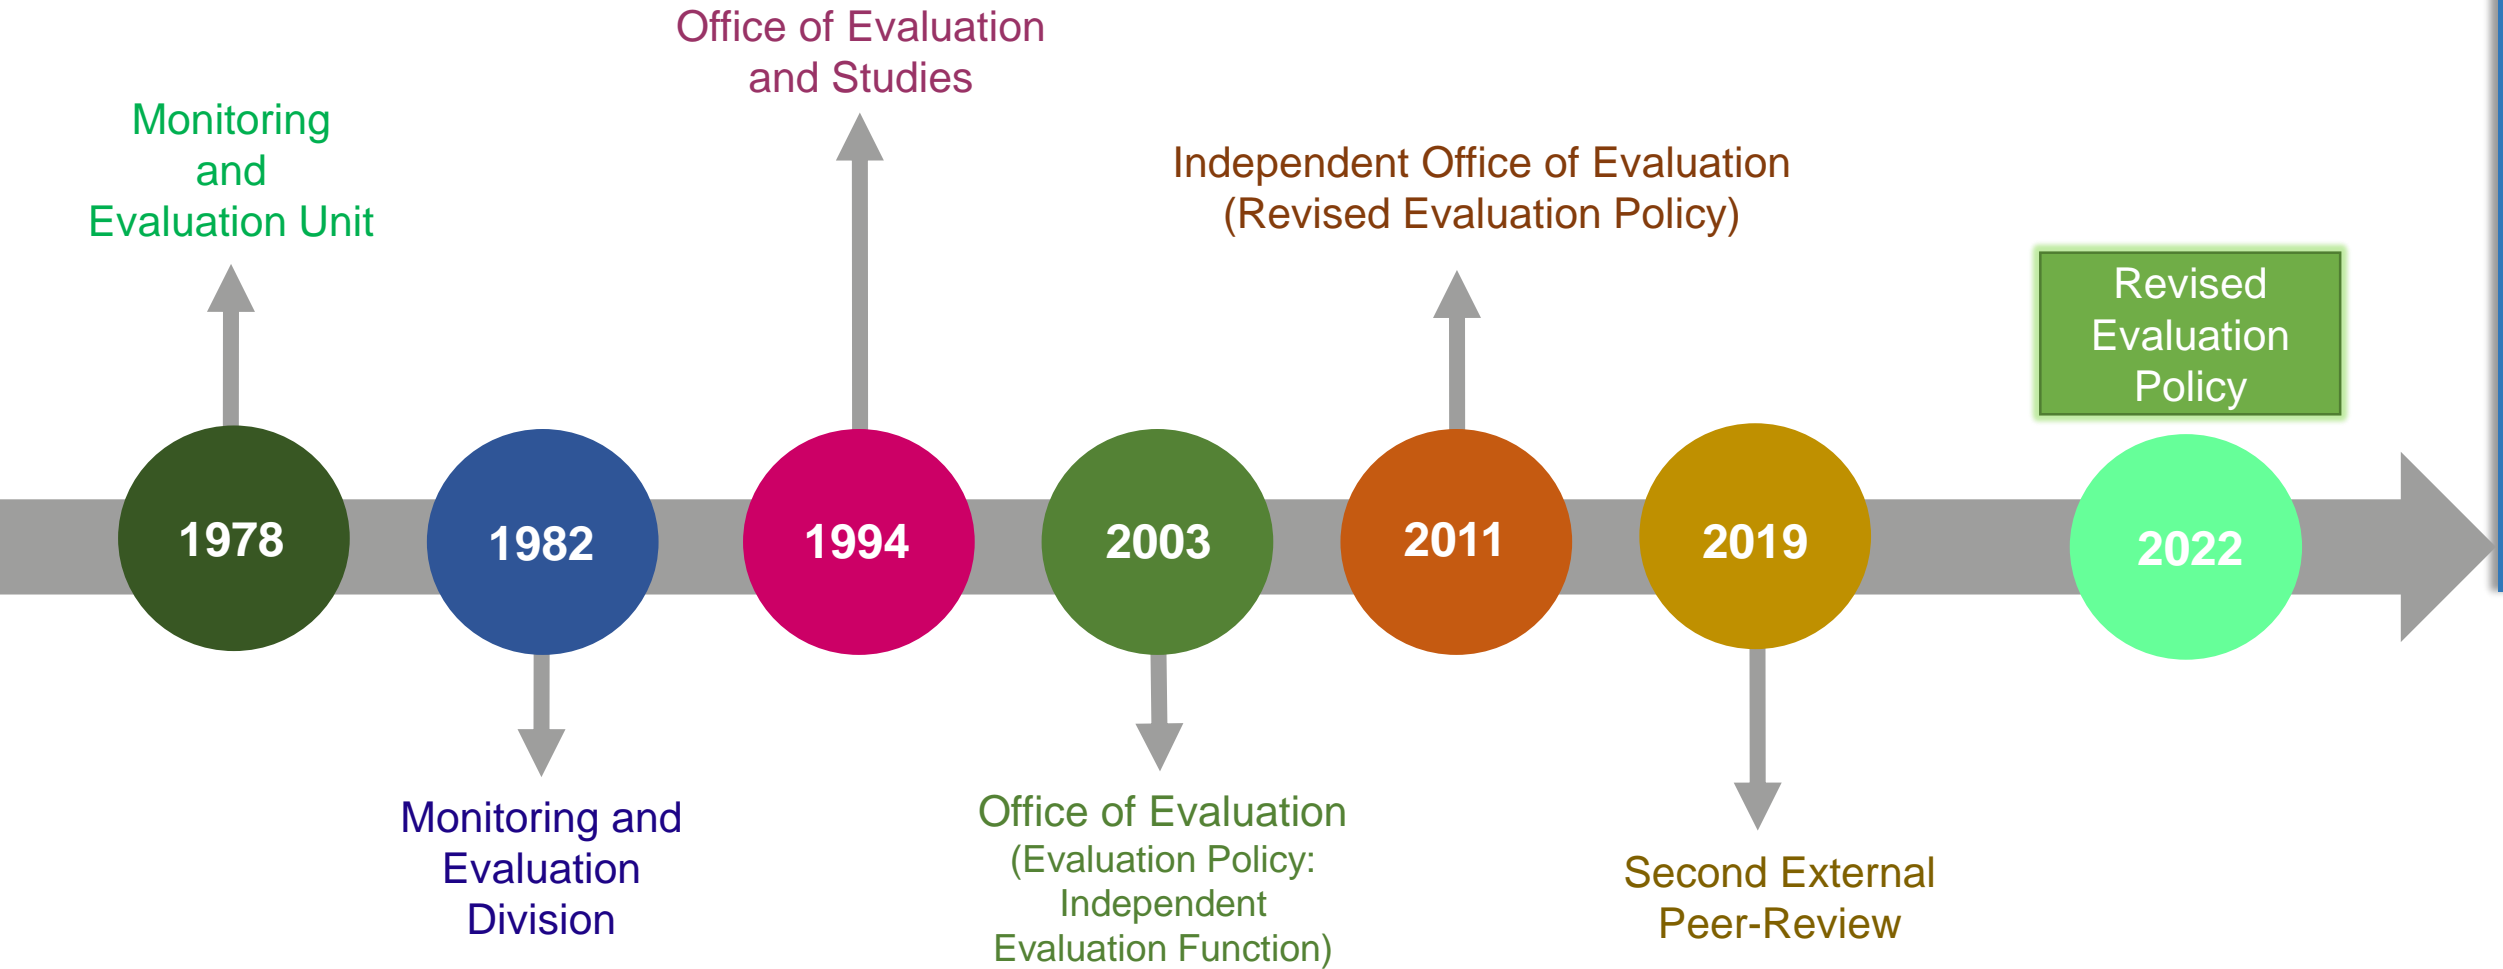 Office of Evaluation
and Studies
Monitoring
and
Evaluation Unit
Independent Office of Evaluation
(Revised Evaluation Policy)
Revised
Evaluation
Policy
1978
1982
1994
2003
2011
2019
2022
Monitoring and
Evaluation
Division
Office of Evaluation
(Evaluation Policy:
Independent
Evaluation Function)
Second External
Peer-Review